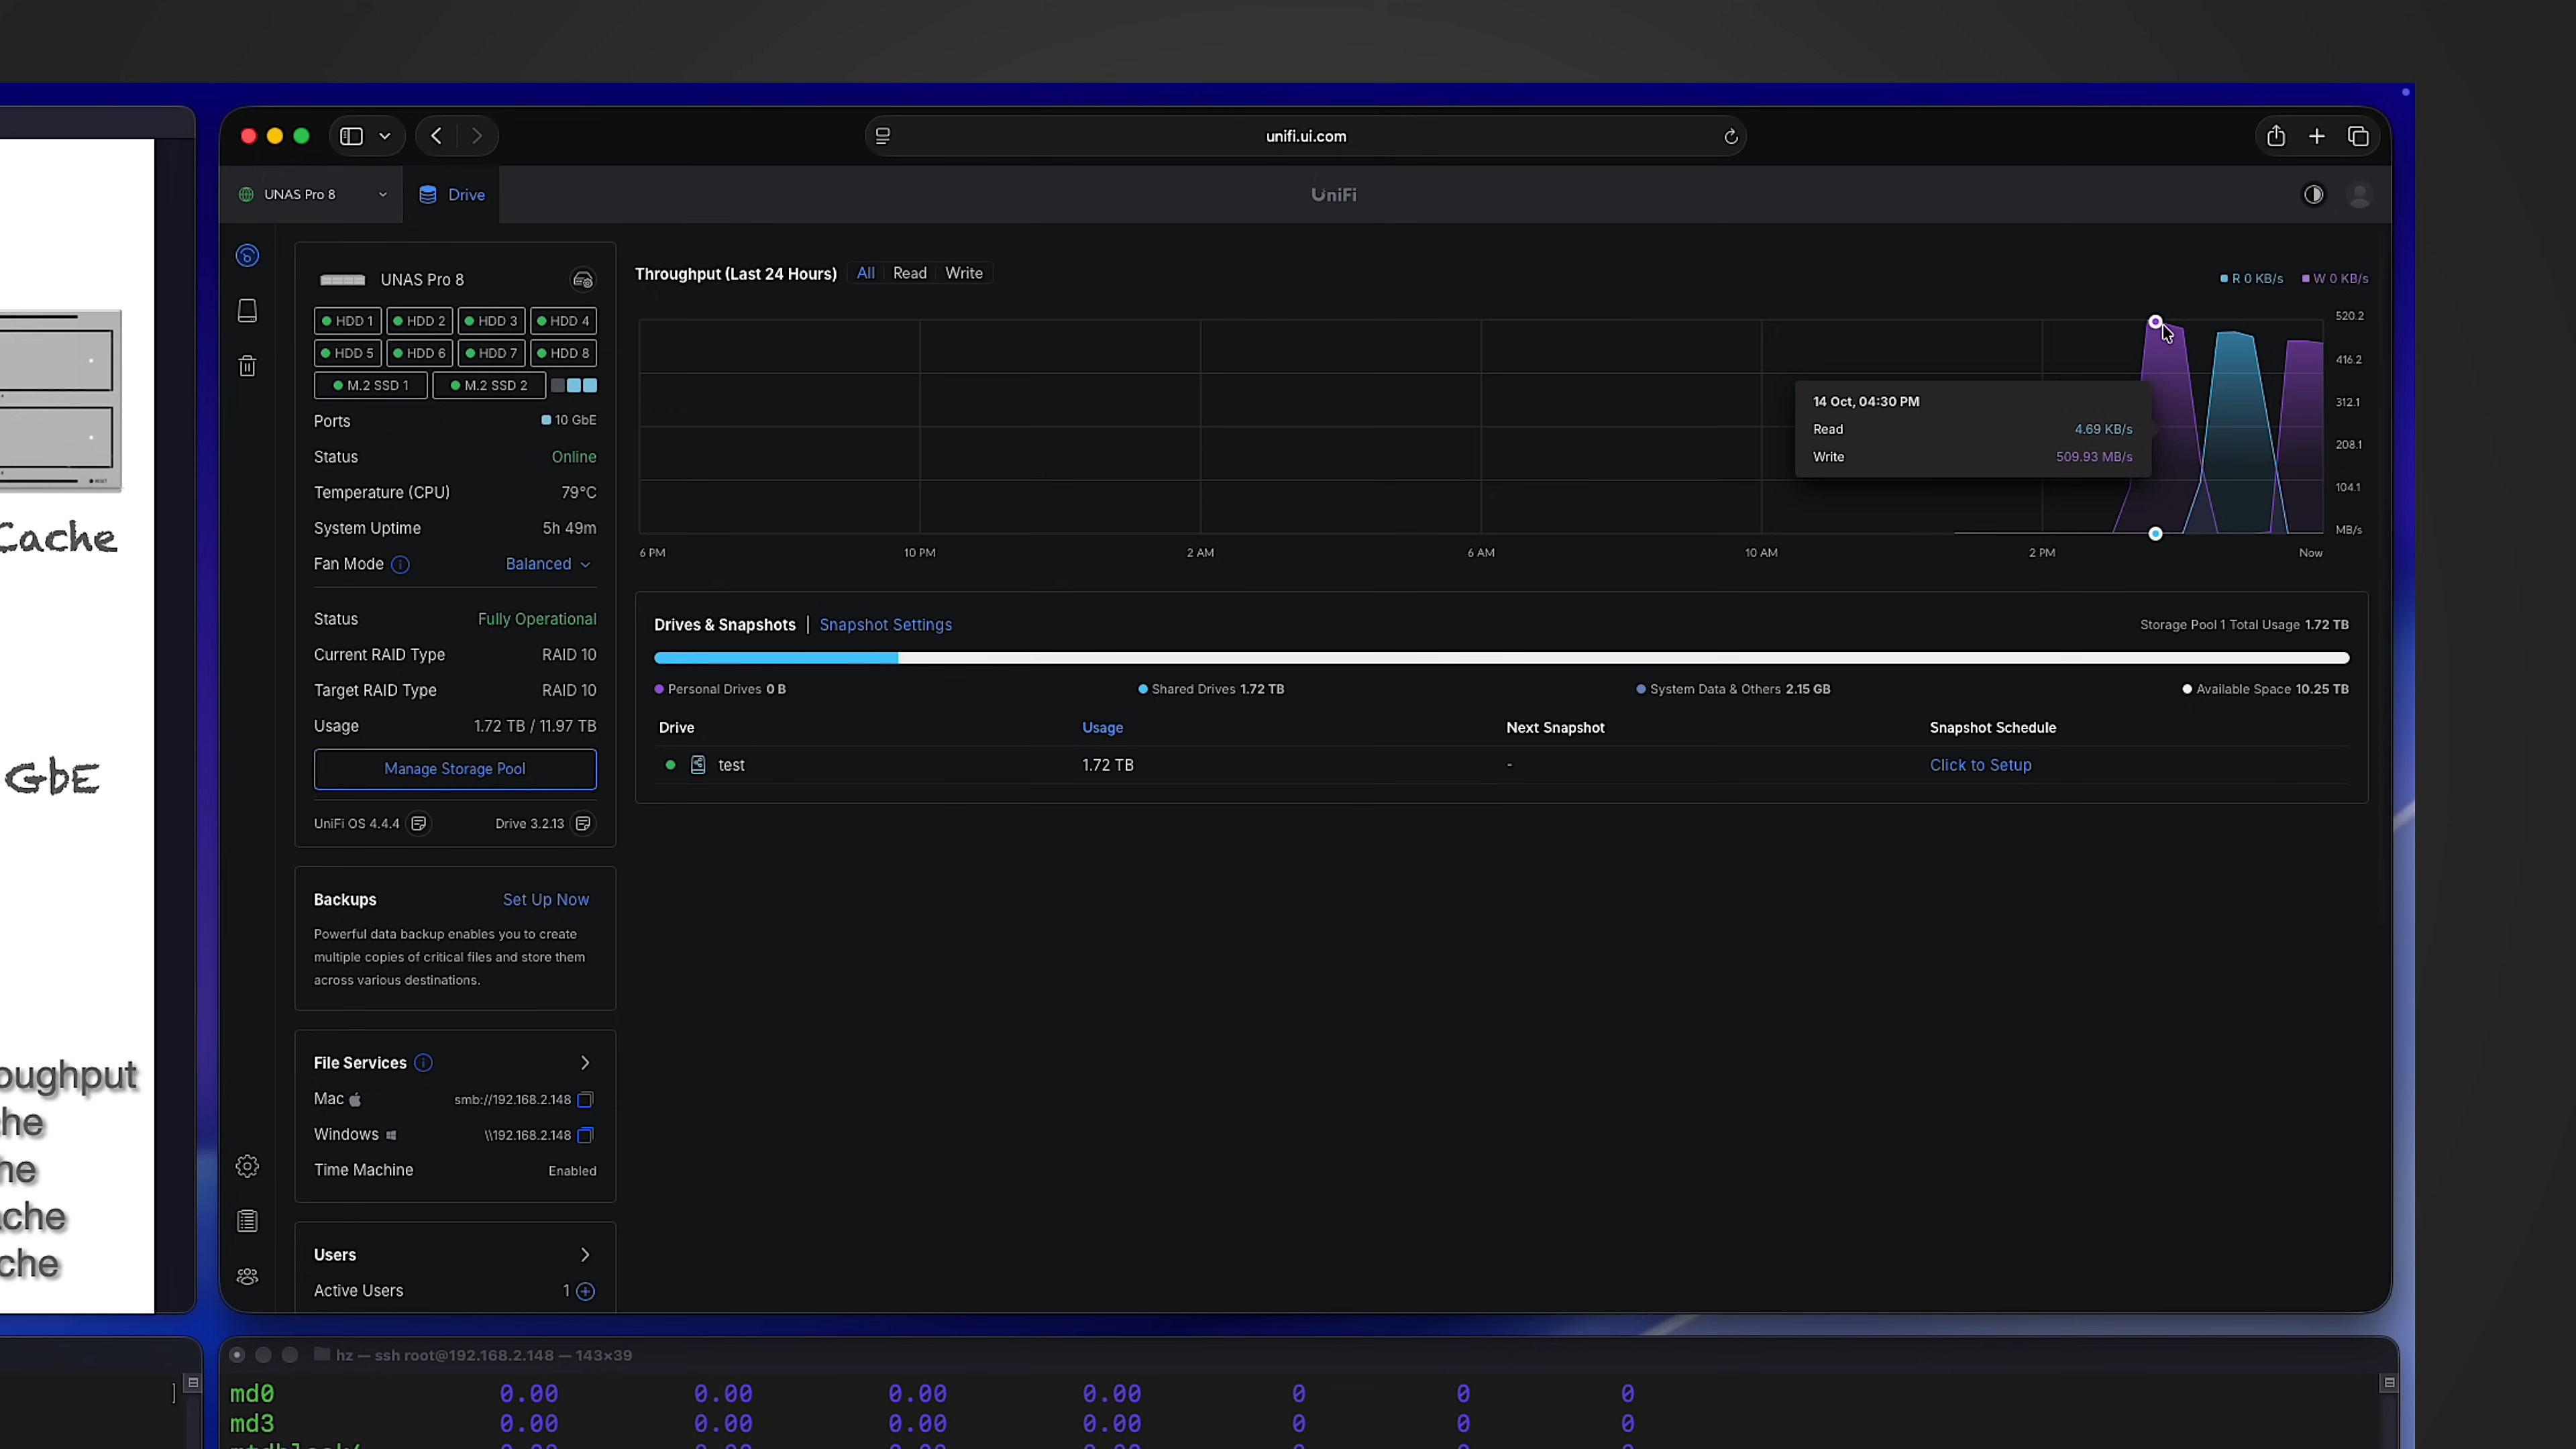 Cache
GbE
oughput
he
he
che
che
unifi.ui.com
UNAS Pro 8
Drive
UniFi
UNAS Pro 8
HDD 1
HDD 2
HDD 3
HDD 4
HDD 5
HDD 6
HDD 7
HDD 8
M.2 SSD 1
M.2 SSD 2
Ports
10 GbE
Status
Online
Temperature (CPU)
79°C
System Uptime
5h 49m
Fan Mode
Balanced
Status
Fully Operational
Current RAID Type
RAID 10
Target RAID Type
RAID 10
Usage
1.72 TB / 11.97 TB
Manage Storage Pool
UniFi OS 4.4.4
Drive 3.2.13
Backups
Set Up Now
Powerful data backup enables you to create
multiple copies of critical files and store them
across various destinations.
File Services
Mac
smb://192.168.2.148
Windows
\\192.168.2.148
Time Machine
Enabled
Users
Active Users
1
Throughput (Last 24 Hours)
All
Read
Write
R 0 KB/s
W 0 KB/s
520.2
416.2
312.1
208.1
104.1
MB/s
14 Oct, 04:30 PM
Read
4.69 KB/s
Write
509.93 MB/s
6 PM
10 PM
2 AM
6 AM
10 AM
2 PM
Now
Drives & Snapshots | Snapshot Settings
Storage Pool 1 Total Usage 1.72 TB
Personal Drives 0 B
Shared Drives 1.72 TB
System Data & Others 2.15 GB
Available Space 10.25 TB
Drive
Usage
Next Snapshot
Snapshot Schedule
test
1.72 TB
-
Click to Setup
hz — ssh root@192.168.2.148 — 143×39
]
md0 0.00 0.00 0.00 0.00 0 0 0
md3 0.00 0.00 0.00 0.00 0 0 0